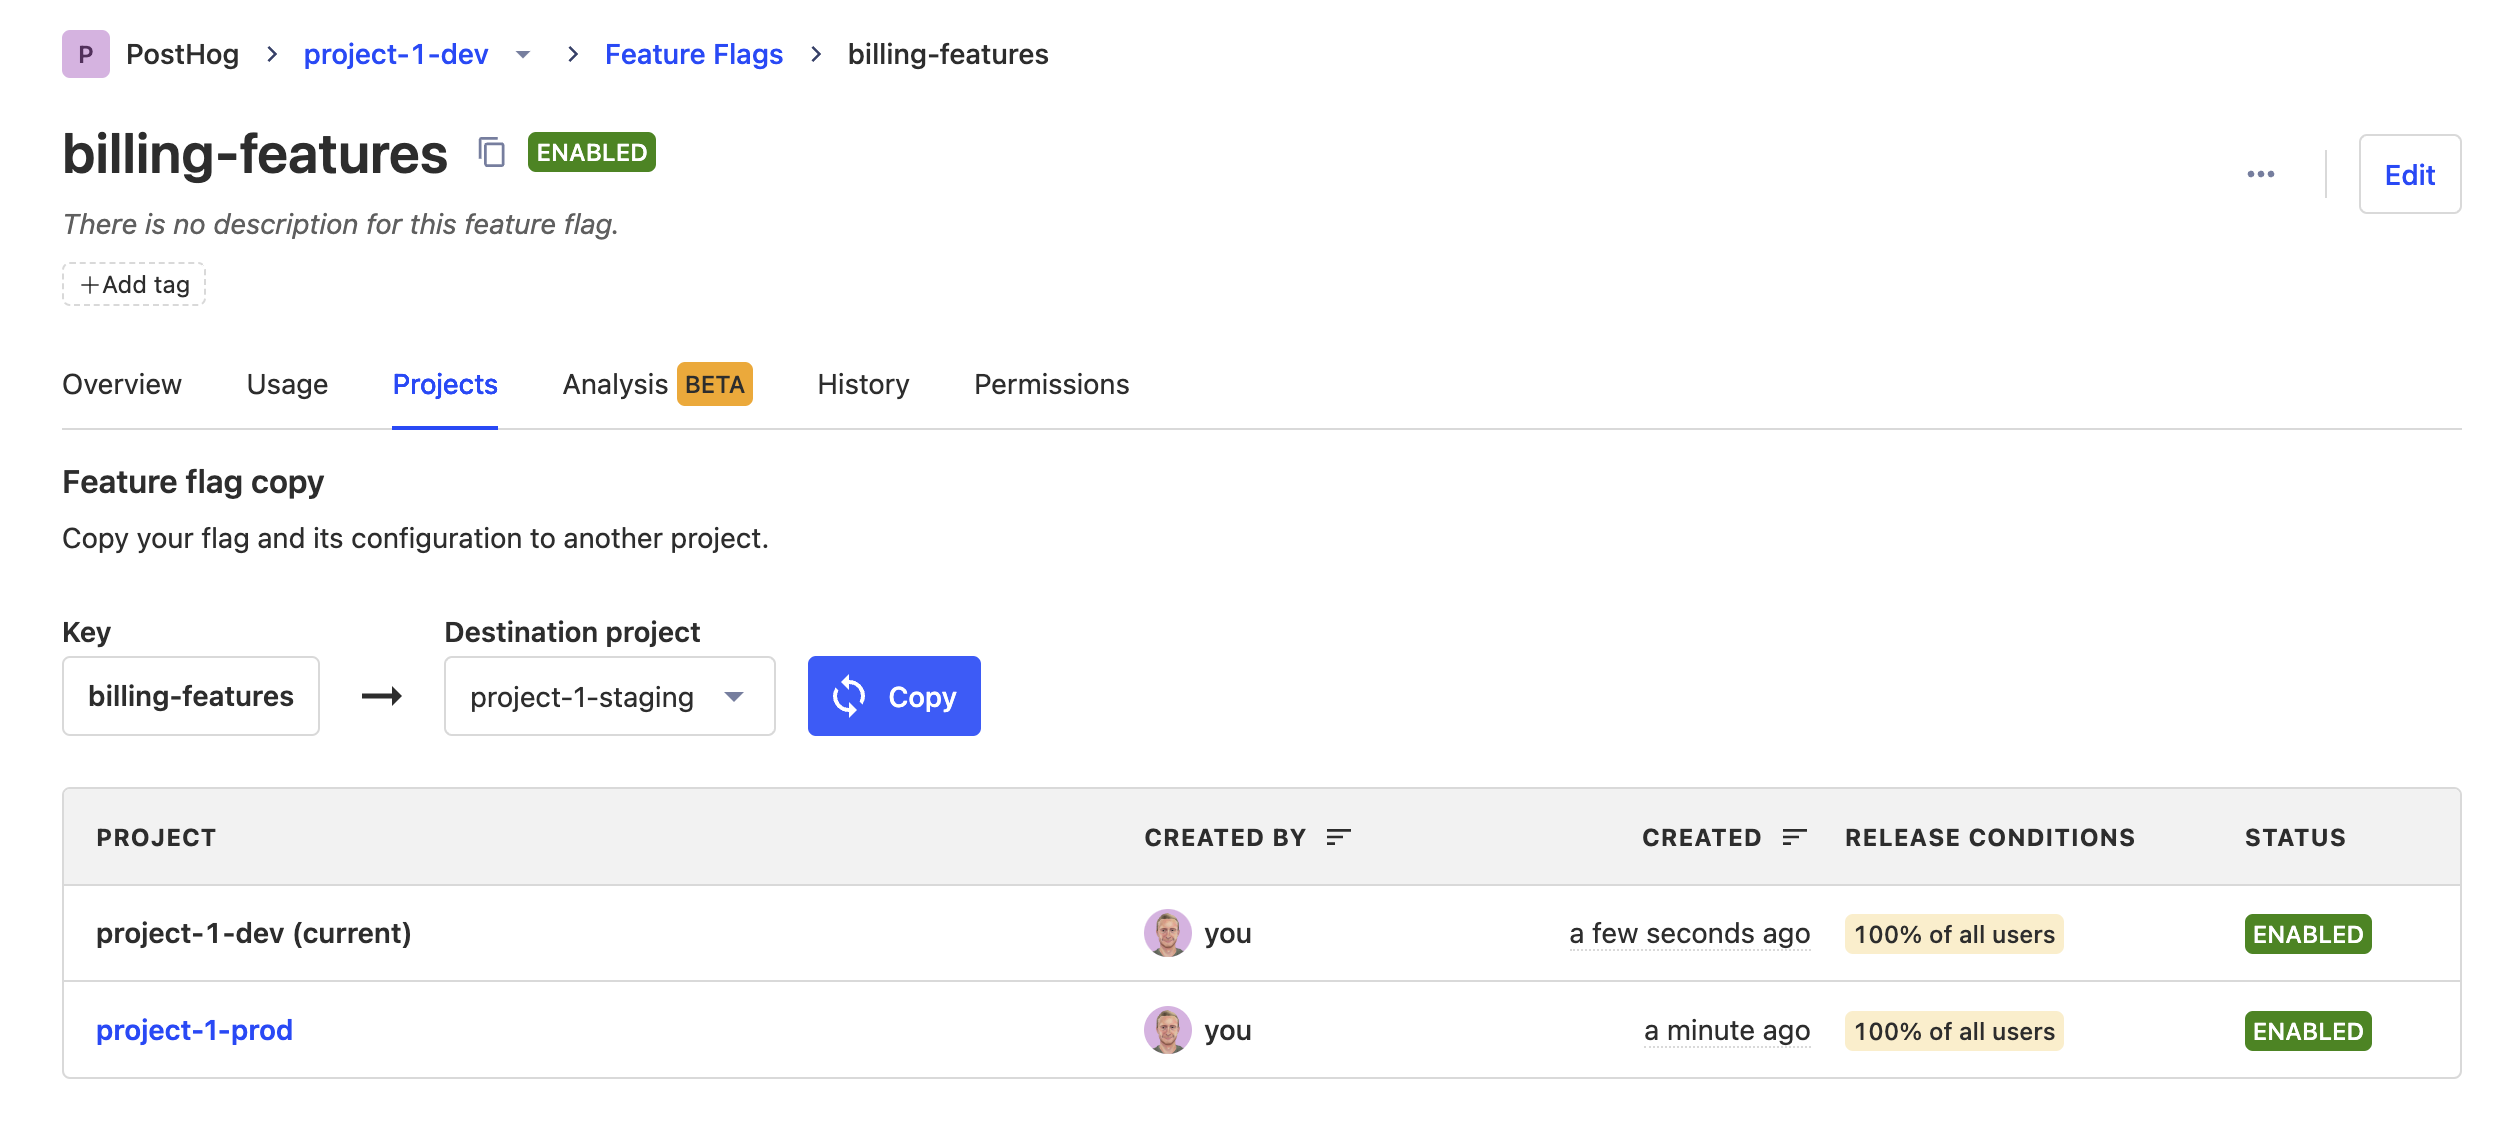 P PostHog > project-1-dev > Feature Flags > billing-features
billing-features ENABLED
... Edit
There is no description for this feature flag.
+Add tag
Overview Usage Projects Analysis BETA History Permissions
Feature flag copy
Copy your flag and its configuration to another project.
Key Destination project
billing-features → project-1-staging Copy
PROJECT CREATED BY CREATED RELEASE CONDITIONS STATUS
project-1-dev (current) you a few seconds ago 100% of all users ENABLED
project-1-prod you a minute ago 100% of all users ENABLED